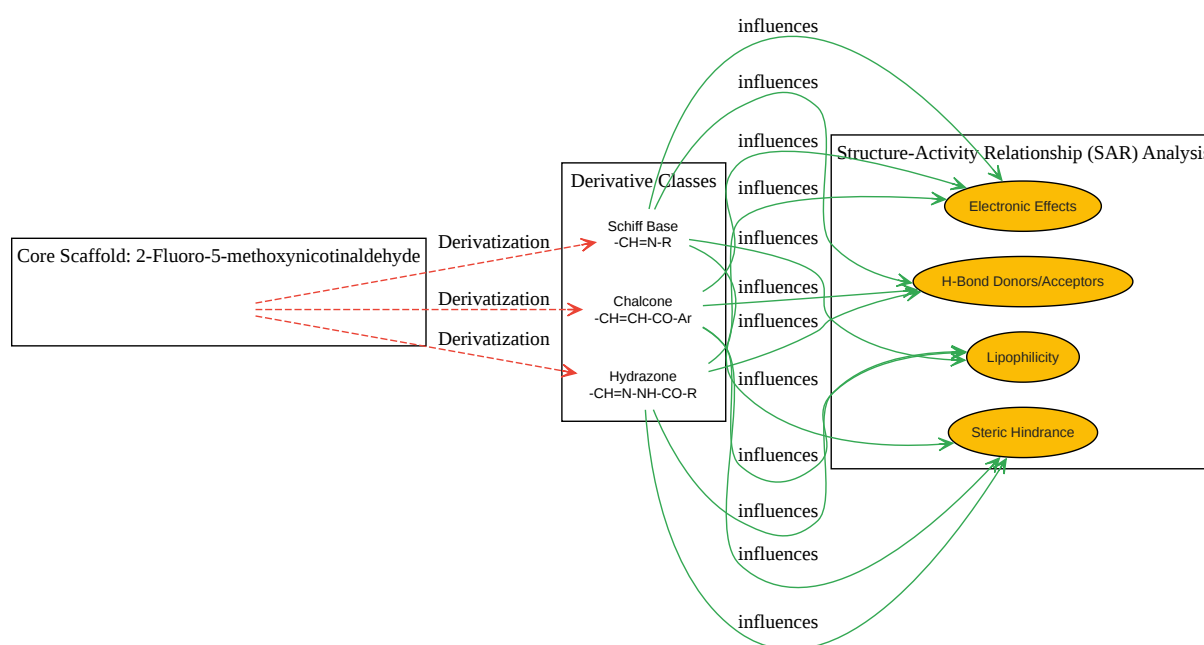 Core Scaffold: 2-Fluoro-5-methoxynicotinaldehyde
Derivatization
Derivatization
Derivatization
Derivative Classes
Schiff Base
-CH=N-R
Chalcone
-CH=CH-CO-Ar
Hydrazone
-CH=N-NH-CO-R
influences
influences
influences
influences
influences
influences
influences
influences
influences
influences
influences
influences
Structure-Activity Relationship (SAR) Analysis
Electronic Effects
H-Bond Donors/Acceptors
Lipophilicity
Steric Hindrance